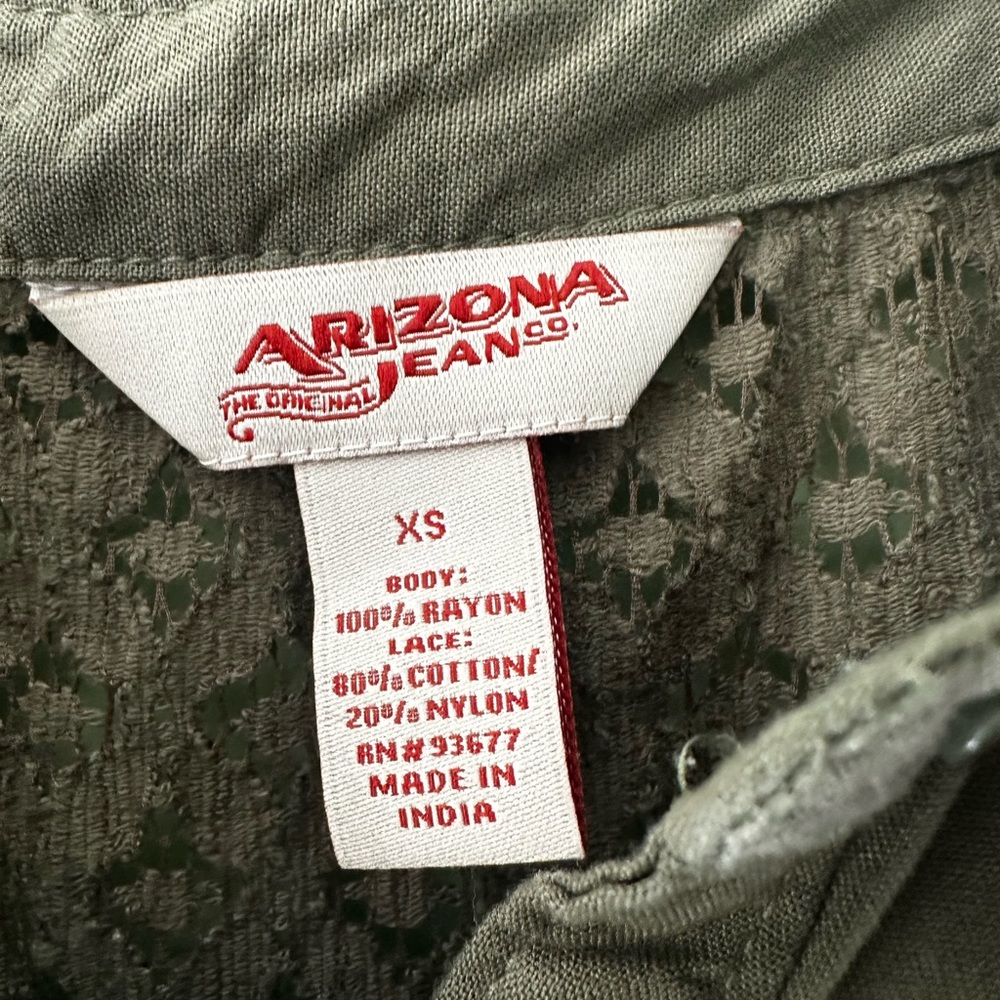 ARIZONA
JEAN CO.
THE ORIGINAL
XS
BODY:
100% RAYON
LACE:
80% COTTON/
20% NYLON
RN# 93677
MADE IN
INDIA